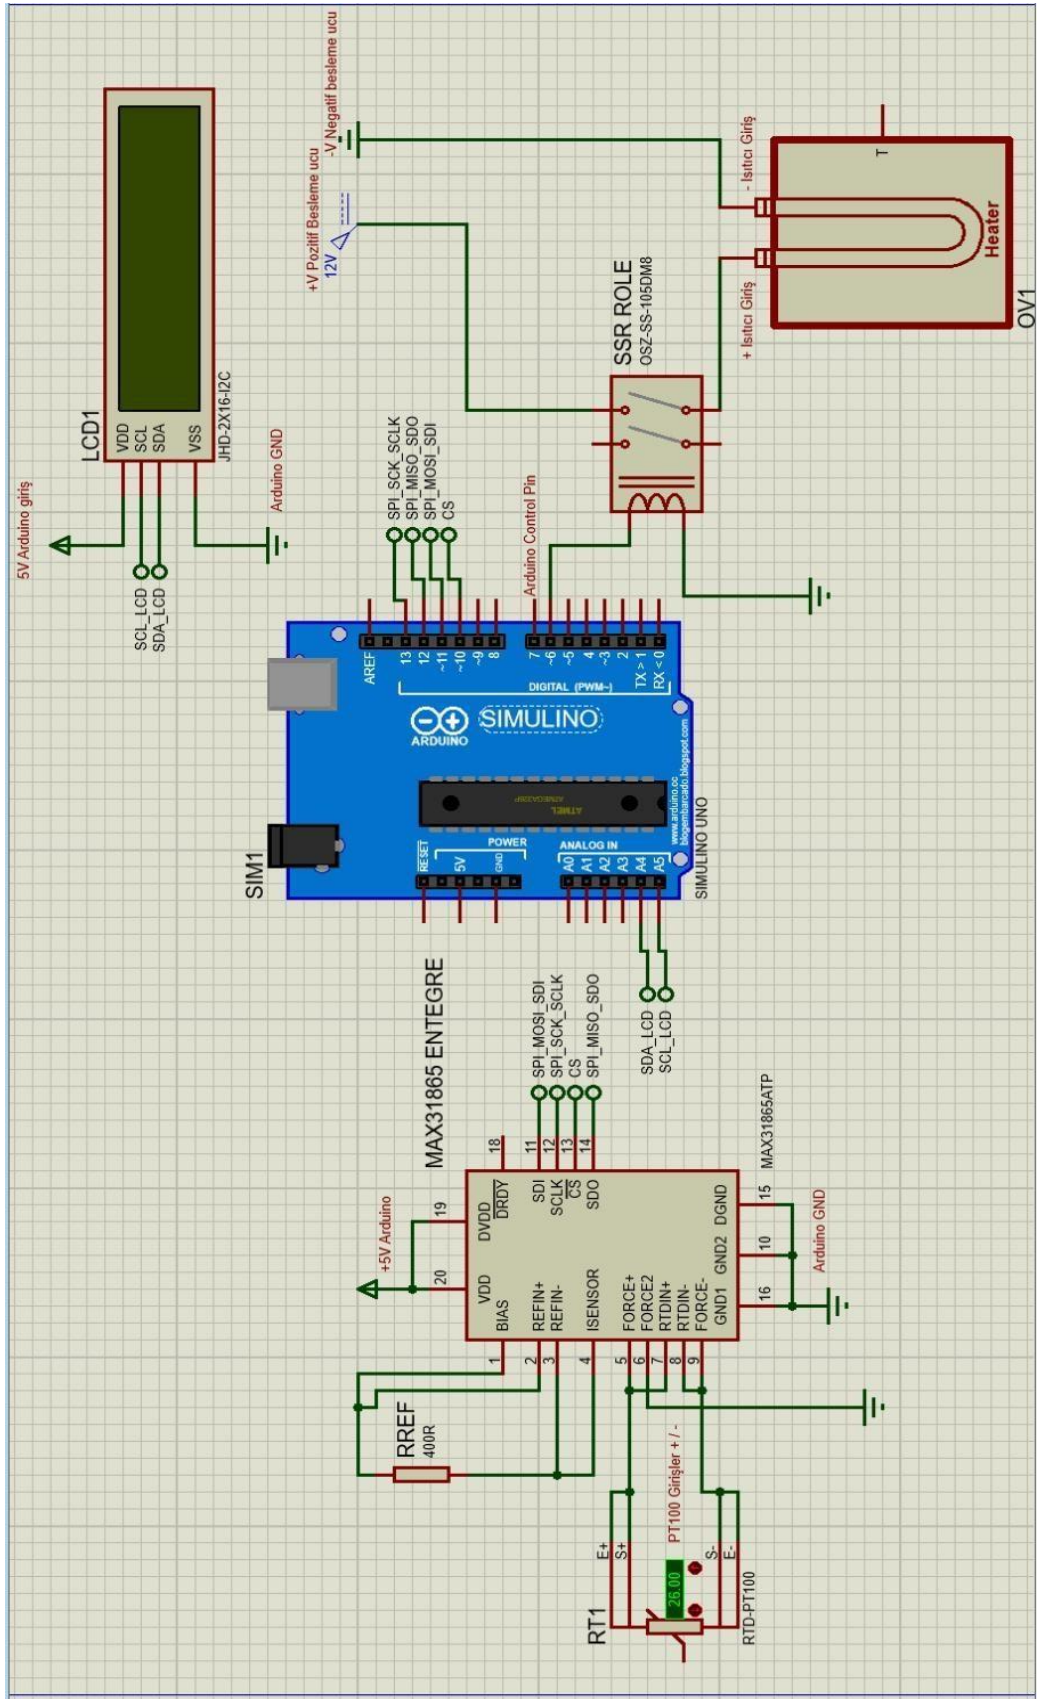 LCD1
VDD
SCL
SDA
VSS
JHD-2X16-I2C
5V Arduino giriş
SCL_LCD
SDA_LCD
Arduino GND
+V Pozitif Besleme ucu
12V
-V Negatif besleme ucu
SSR ROLE
OSZ-SS-105DM8
+ Isıtıcı Giriş
- Isıtıcı Giriş
T
Heater
OV1
SPI_SCK_SCLK
SPI_MISO_SDO
SPI_MOSI_SDI
CS
Arduino Control Pin
SIM1
AREF
13
12
~11
~10
~9
8
7
~6
~5
4
~3
2
TX > 1
RX < 0
DIGITAL (PWM~)
ARDUINO
SIMULINO
ATMEL
www.arduino.cc
blogembarcado.blogspot.com
RESET
5V
GND
POWER
ANALOG IN
A0
A1
A2
A3
A4
A5
SIMULINO UNO
SDA_LCD
SCL_LCD
MAX31865 ENTEGRE
SPI_MOSI_SDI
SPI_SCK_SCLK
CS
SPI_MISO_SDO
+5V Arduino
20
19
18
11
12
13
14
VDD
DVDD
DRDY
SDI
SCLK
CS
SDO
BIAS
REFIN+
REFIN-
ISENSOR
FORCE+
FORCE2
RTDIN+
RTDIN-
FORCE-
GND1
GND2
DGND
1
2
3
4
5
6
7
8
9
16
10
15
MAX31865ATP
Arduino GND
RREF
400R
RT1
E+
S+
S-
E-
26.00
PT100 Girişler + / -
RTD-PT100